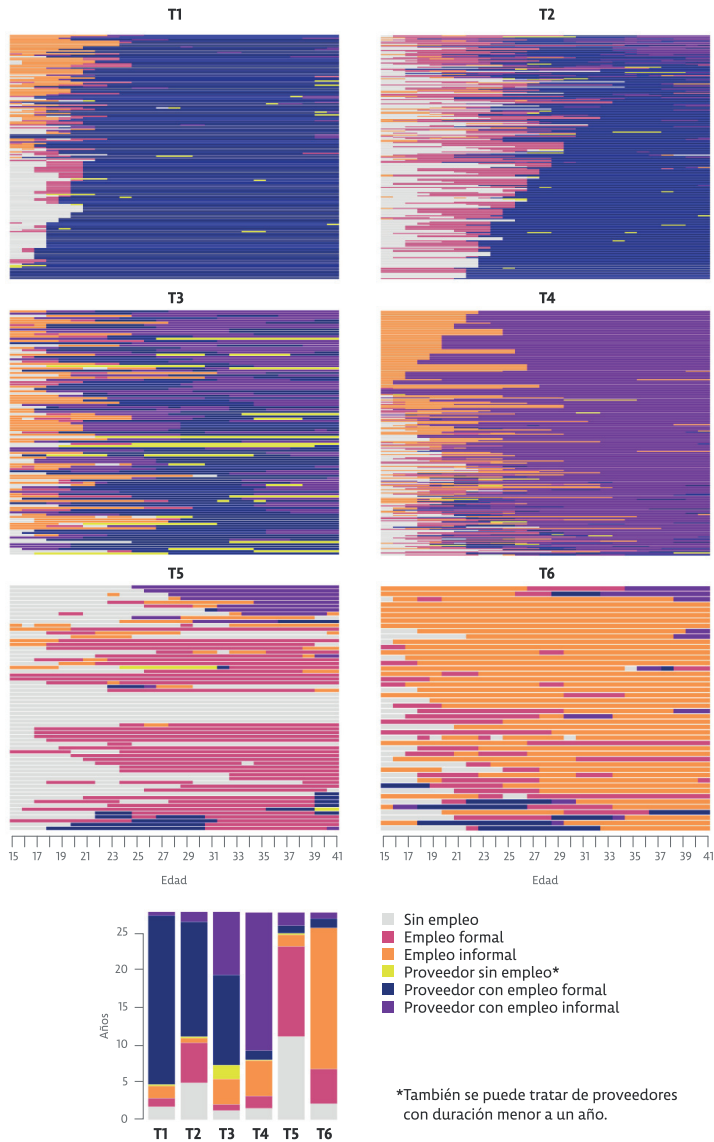 T1
T2
T3
T4
T5
T6
15 17 19 21 23 25 27 29 31 33 35 37 39 41
15 17 19 21 23 25 27 29 31 33 35 37 39 41
Edad
Edad
Años
25
20
15
10
5
0
T1 T2 T3 T4 T5 T6
Sin empleo
Empleo formal
Empleo informal
Proveedor sin empleo*
Proveedor con empleo formal
Proveedor con empleo informal
*También se puede tratar de proveedores
con duración menor a un año.